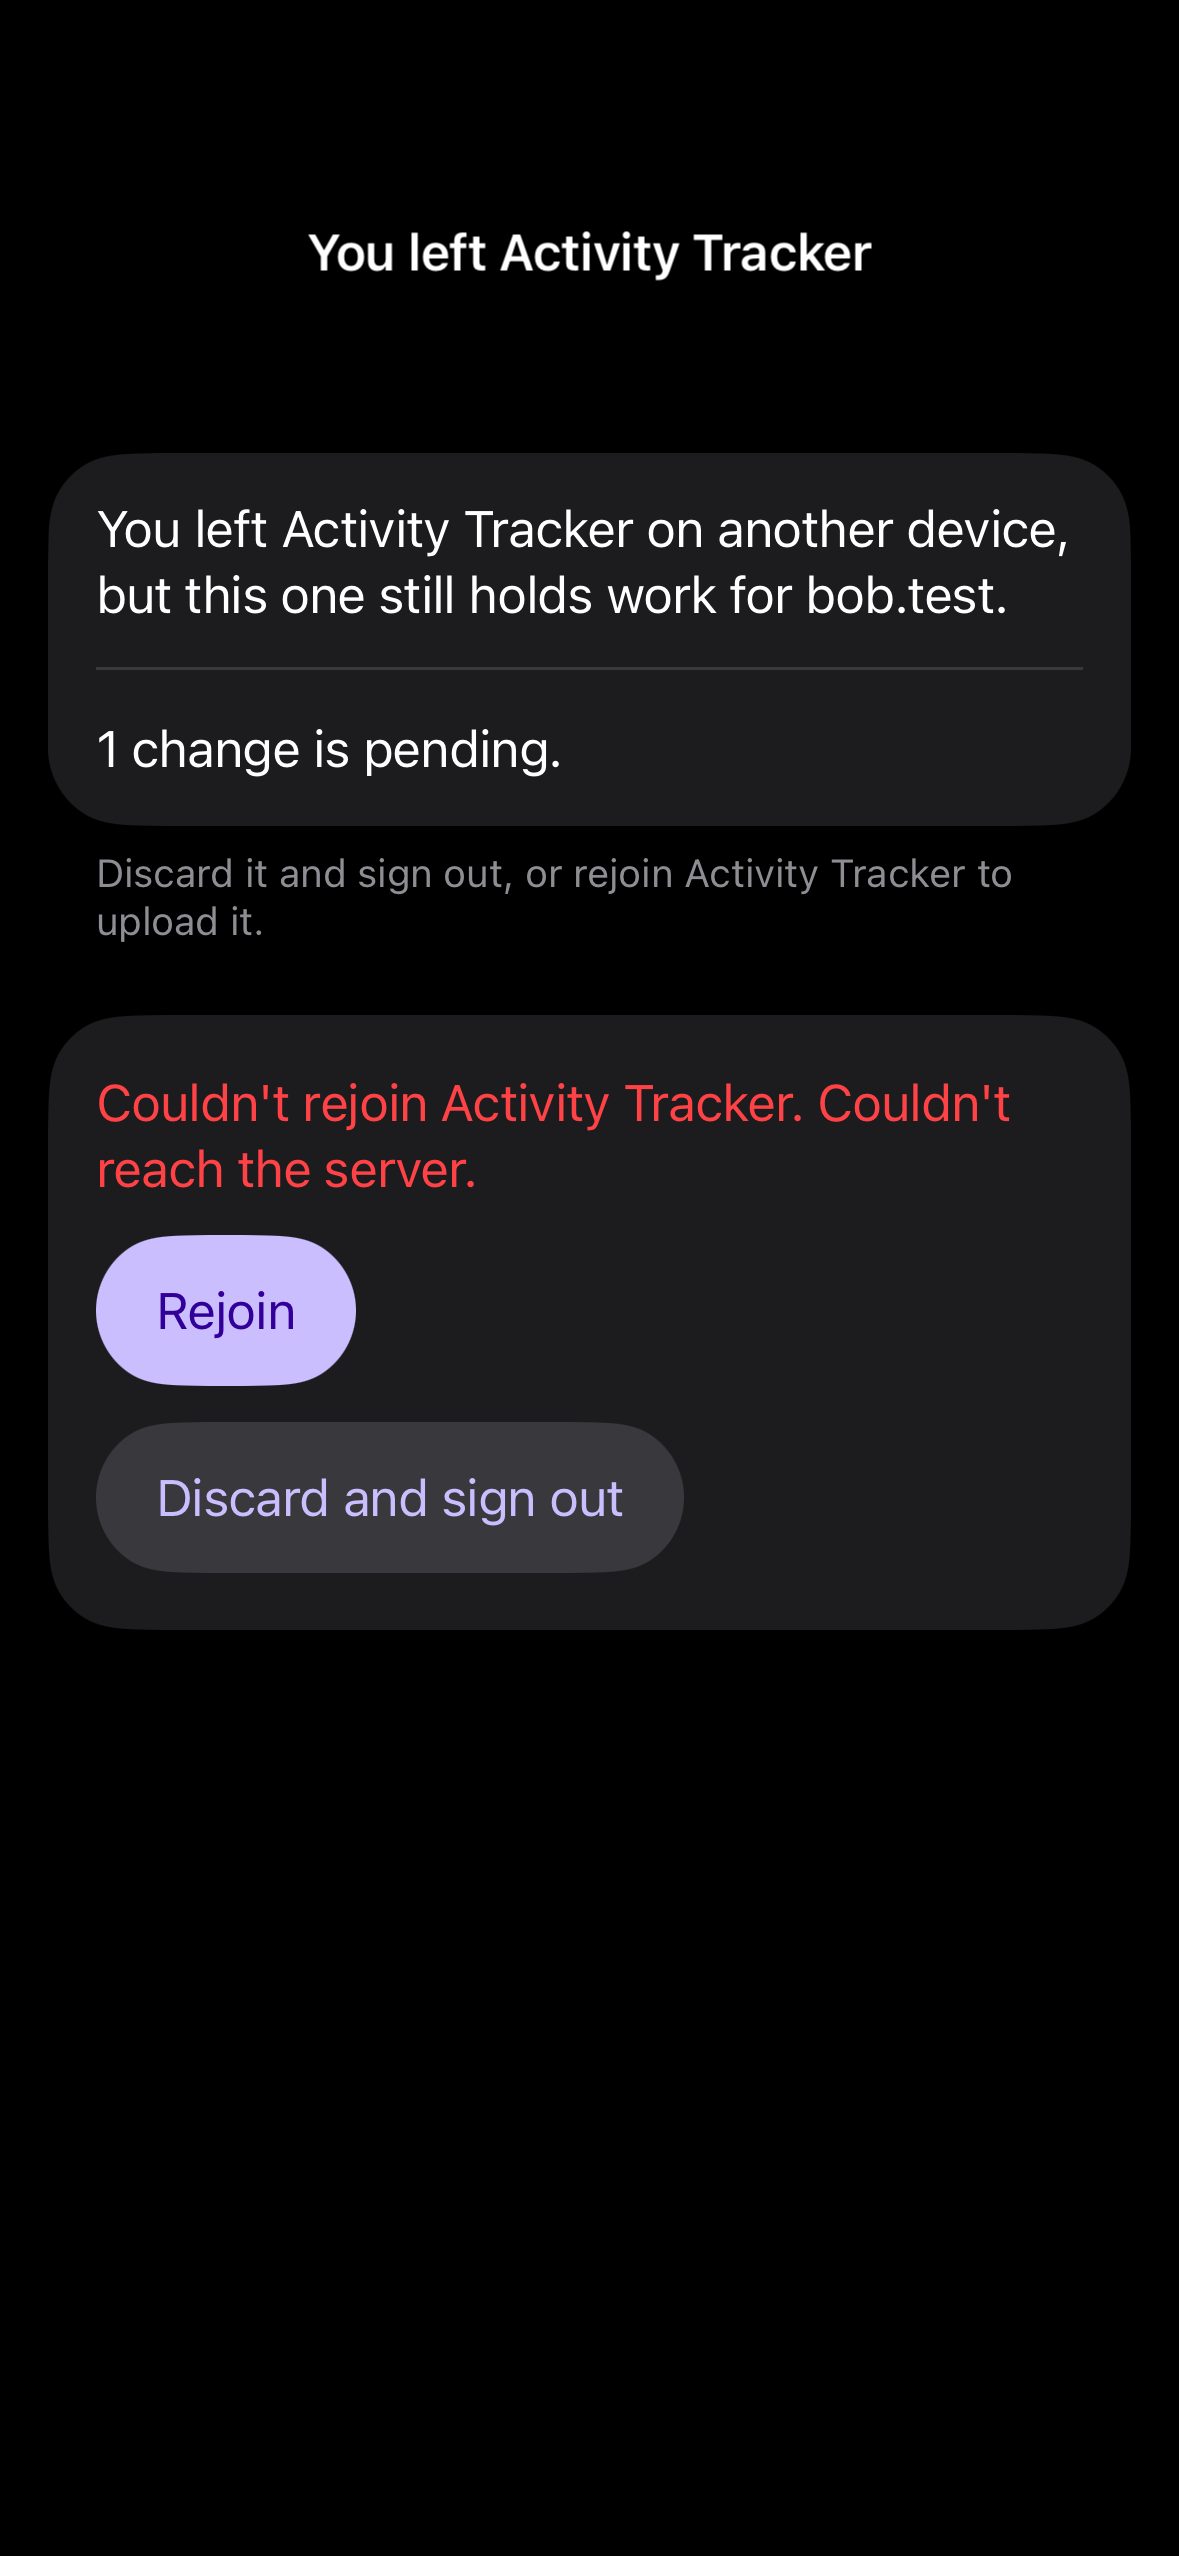 You left Activity Tracker
You left Activity Tracker on another device,
but this one still holds work for bob.test.
1 change is pending.
Discard it and sign out, or rejoin Activity Tracker to
upload it.
Couldn't rejoin Activity Tracker. Couldn't
reach the server.
Rejoin
Discard and sign out